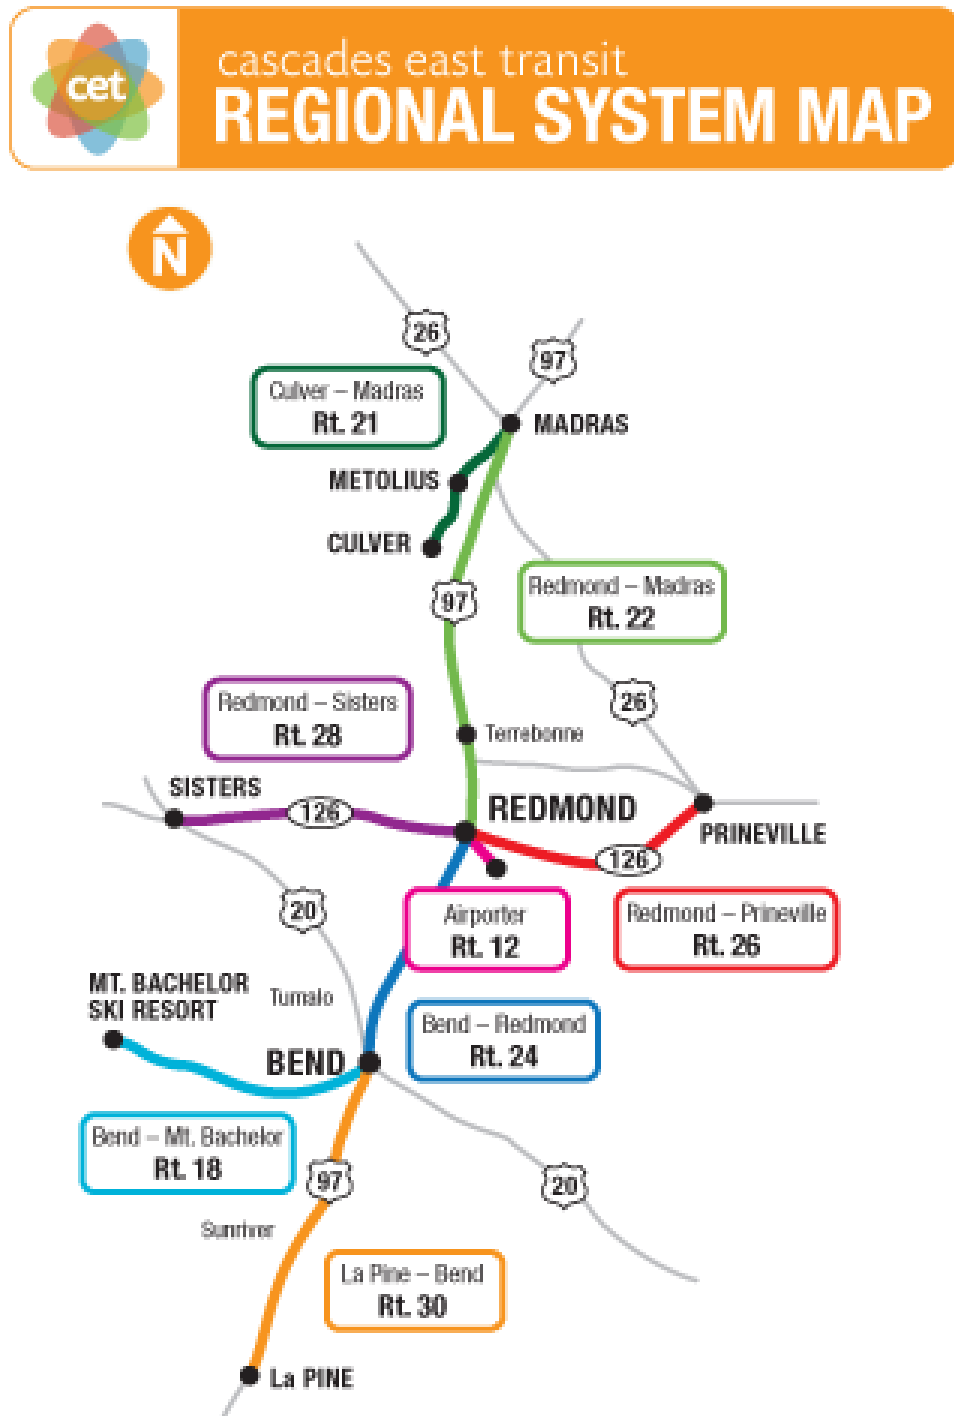 cet
cascades east transit
REGIONAL SYSTEM MAP
N
26
97
Culver – Madras
Rt. 21
MADRAS
METOLIUS
CULVER
97
Redmond – Madras
Rt. 22
26
Redmond – Sisters
Rt. 28
Terrebonne
SISTERS
126
REDMOND
PRINEVILLE
126
20
Airporter
Rt. 12
Redmond – Prineville
Rt. 26
MT. BACHELOR
SKI RESORT
Tumalo
Bend – Redmond
Rt. 24
BEND
Bend – Mt. Bachelor
Rt. 18
97
20
Sunriver
La Pine – Bend
Rt. 30
La PINE